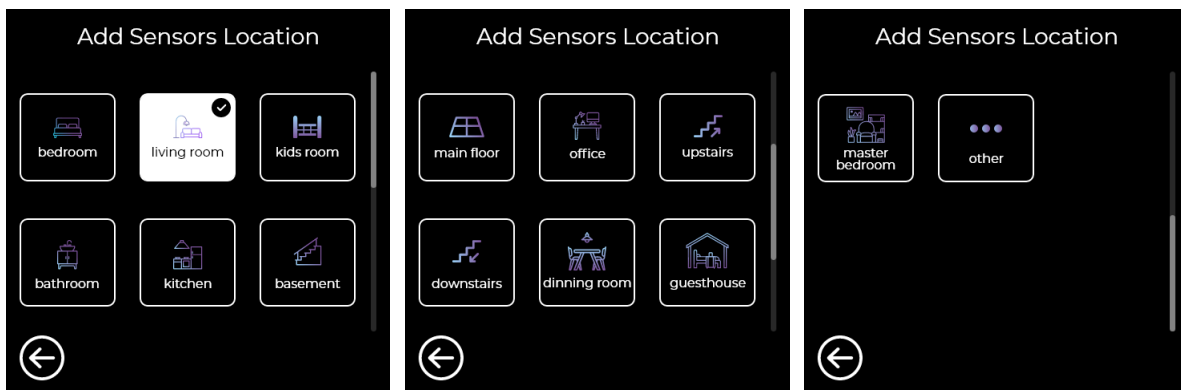 Add Sensors Location
bedroom
living room
kids room
bathroom
kitchen
basement
Add Sensors Location
main floor
office
upstairs
downstairs
dinning room
guesthouse
Add Sensors Location
master
bedroom
other